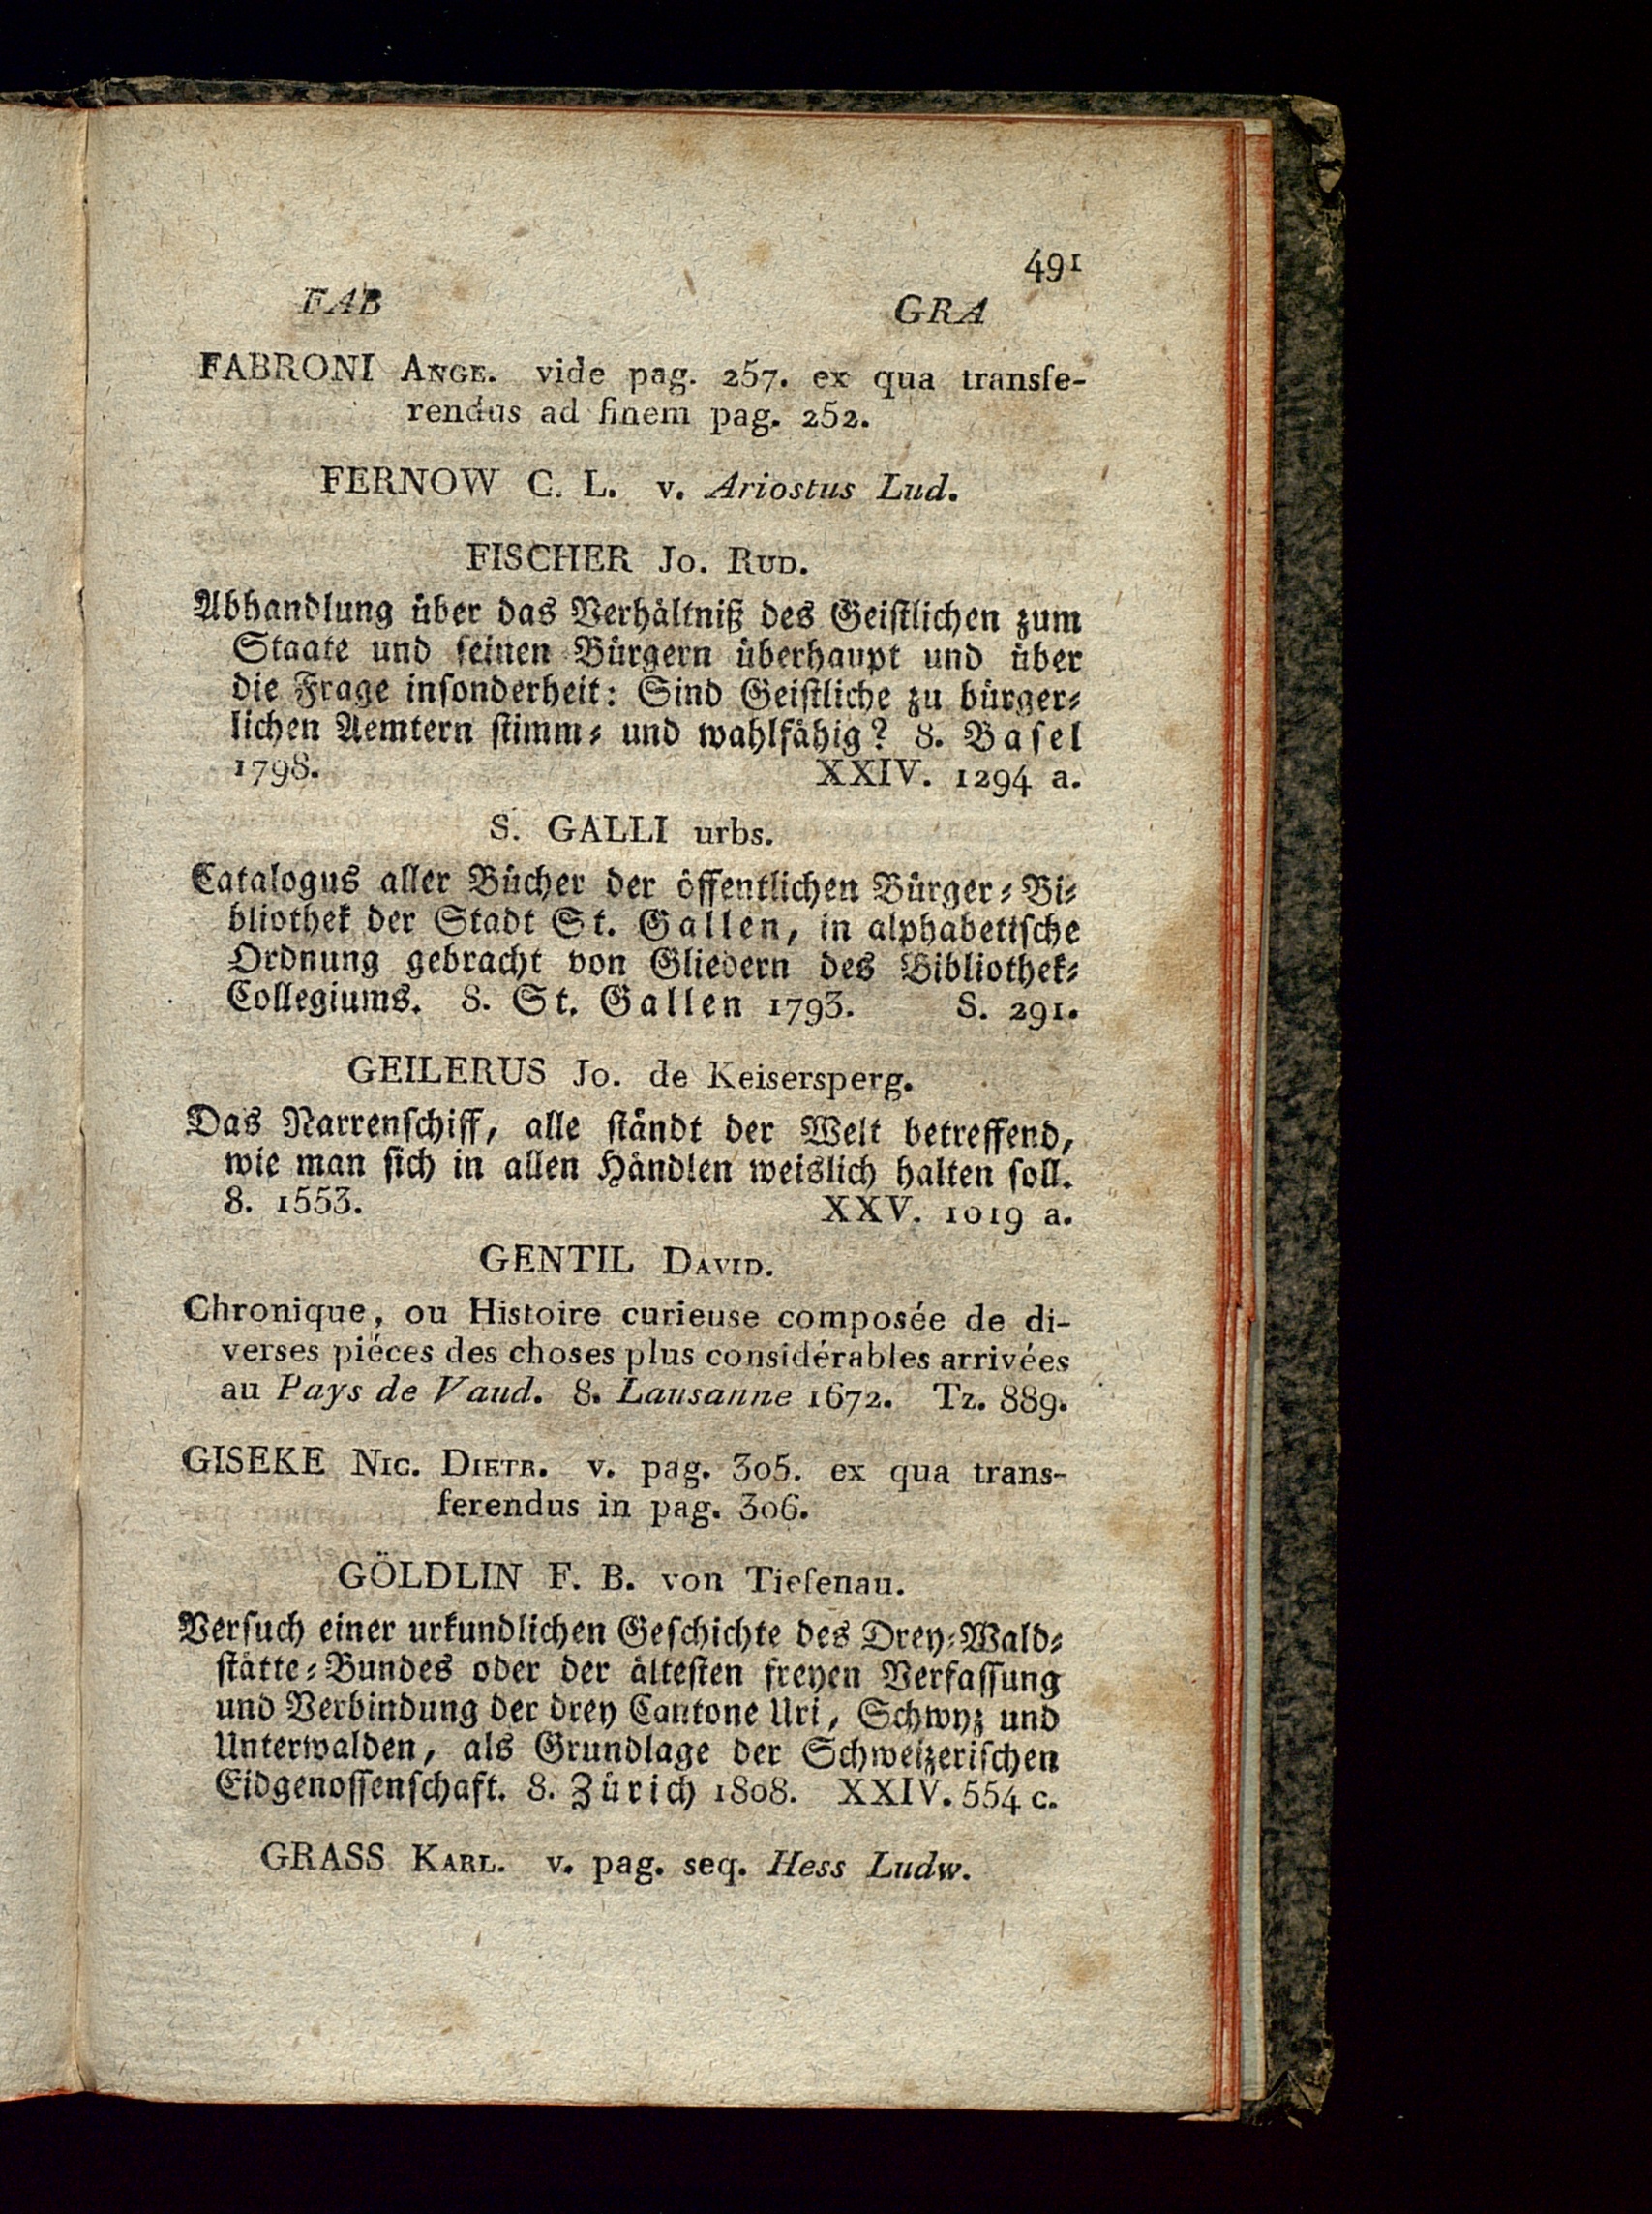 491
FAB GRA
FABRONI Ange. vide pag. 257. ex qua transfe-
rendus ad finem pag. 252.
FERNOW C. L. v. Ariostus Lud.
FISCHER Jo. Rud.
Abhandlung über das Verhältniß des Geistlichen zum
Staate und seinen Bürgern überhaupt und über
die Frage insonderheit: Sind Geistliche zu bürger-
lichen Aemtern stimm- und wahlfähig? 8. Basel
1798. XXIV. 1294 a.
S. GALLI urbs.
Catalogus aller Bücher der öffentlichen Bürger-Bi-
bliothek der Stadt St. Gallen, in alphabetische
Ordnung gebracht von Gliedern des Bibliothek-
Collegiums. 8. St. Gallen 1793. S. 291.
GEILERUS Jo. de Keisersperg.
Das Narrenschiff, alle ständt der Welt betreffend,
wie man sich in allen Händlen weislich halten soll.
8. 1553. XXV. 1019 a.
GENTIL David.
Chronique, ou Histoire curieuse composée de di-
verses piéces des choses plus considérables arrivées
au Pays de Vaud. 8. Lausanne 1672. Tz. 889.
GISEKE Nic. Dietr. v. pag. 305. ex qua trans-
ferendus in pag. 306.
GÖLDLIN F. B. von Tiefenau.
Versuch einer urkundlichen Geschichte des Drey-Wald-
stätte-Bundes oder der ältesten freyen Verfassung
und Verbindung der drey Cantone Uri, Schwyz und
Unterwalden, als Grundlage der Schweizerischen
Eidgenossenschaft. 8. Zürich 1808. XXIV. 554 c.
GRASS Karl. v. pag. seq. Hess Ludw.